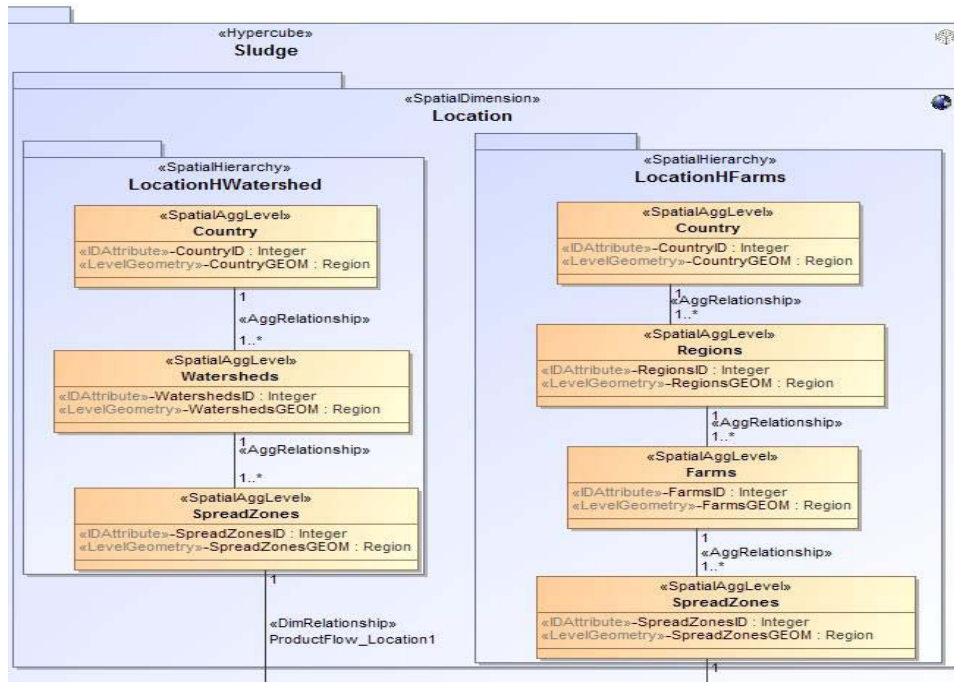 «Hypercube»
Sludge
«SpatialDimension»
Location
«SpatialHierarchy»
LocationHWatershed
«SpatialAggLevel»
Country
«IDAttribute»-CountryID : Integer
«LevelGeometry»-CountryGEOM : Region
1
«AggRelationship»
1..*
«SpatialAggLevel»
Watersheds
«IDAttribute»-WatershedsID : Integer
«LevelGeometry»-WatershedsGEOM : Region
1
«AggRelationship»
1..*
«SpatialAggLevel»
SpreadZones
«IDAttribute»-SpreadZonesID : Integer
«LevelGeometry»-SpreadZonesGEOM : Region
1
«DimRelationship»
ProductFlow_Location1
«SpatialHierarchy»
LocationHFarms
«SpatialAggLevel»
Country
«IDAttribute»-CountryID : Integer
«LevelGeometry»-CountryGEOM : Region
1
«AggRelationship»
1..*
«SpatialAggLevel»
Regions
«IDAttribute»-RegionsID : Integer
«LevelGeometry»-RegionsGEOM : Region
1
«AggRelationship»
1..*
«SpatialAggLevel»
Farms
«IDAttribute»-FarmsID : Integer
«LevelGeometry»-FarmsGEOM : Region
1
«AggRelationship»
1..*
«SpatialAggLevel»
SpreadZones
«IDAttribute»-SpreadZonesID : Integer
«LevelGeometry»-SpreadZonesGEOM : Region
1